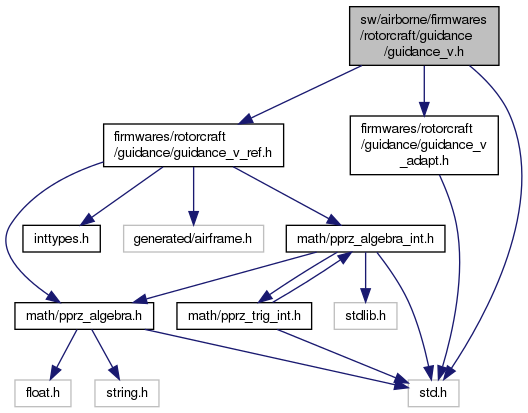 sw/airborne/firmwares
/rotorcraft/guidance
/guidance_v.h
firmwares/rotorcraft
/guidance/guidance_v_ref.h
firmwares/rotorcraft
/guidance/guidance_v
_adapt.h
inttypes.h
generated/airframe.h
math/pprz_algebra_int.h
math/pprz_algebra.h
math/pprz_trig_int.h
stdlib.h
float.h
string.h
std.h